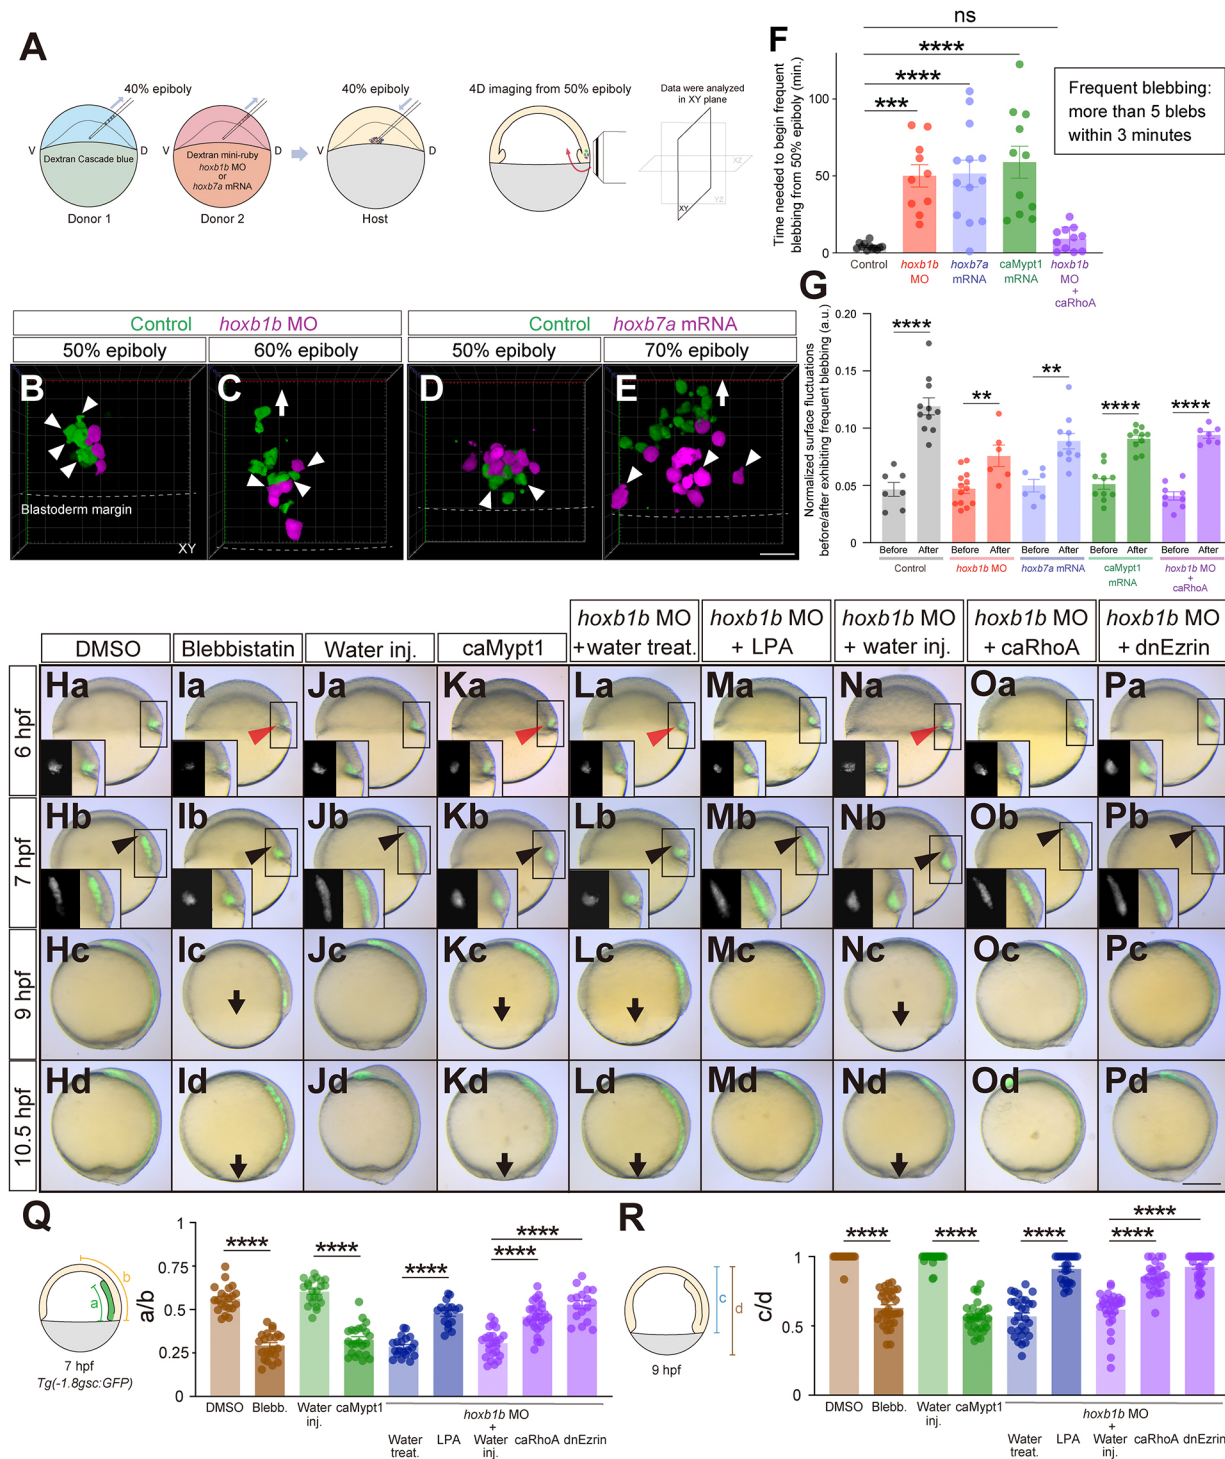 A
40% epiboly
40% epiboly
4D imaging from 50% epiboly
Data were analyzed
in XY plane
V
D
V
D
Dextran Cascade blue
Dextran mini-ruby
hoxb1b MO
or
hoxb7a mRNA
XZ
YZ
XY
Donor 1
Donor 2
Host
F
ns
****
****
***
Time needed to begin frequent
blebbing from 50% epiboly (min.)
100
50
0
Control
hoxb1b
MO
hoxb7a
mRNA
caMypt1
mRNA
hoxb1b
MO
+
caRhoA
Frequent blebbing:
more than 5 blebs
within 3 minutes
Control hoxb1b MO
Control hoxb7a mRNA
50% epiboly
60% epiboly
50% epiboly
70% epiboly
B
C
D
E
Blastoderm margin
XY
G
Normalized surface fluctuations
before/after exhibiting frequent blebbing (a.u.)
0.20
0.15
0.10
0.05
0
****
**
**
****
****
Before After Before After Before After Before After Before After
Control
hoxb1b MO
hoxb7a mRNA
caMypt1
mRNA
hoxb1b MO
+
caRhoA
DMSO
Blebbistatin
Water inj.
caMypt1
hoxb1b MO
+water treat.
hoxb1b MO
+ LPA
hoxb1b MO
+ water inj.
hoxb1b MO
+ caRhoA
hoxb1b MO
+ dnEzrin
6 hpf
Ha Ia Ja Ka La Ma Na Oa Pa
7 hpf
Hb Ib Jb Kb Lb Mb Nb Ob Pb
9 hpf
Hc Ic Jc Kc Lc Mc Nc Oc Pc
10.5 hpf
Hd Id Jd Kd Ld Md Nd Od Pd
Q
a
b
7 hpf
Tg(-1.8gsc:GFP)
a/b
1
0.75
0.5
0.25
0
****
****
****
****
****
DMSO
Blebb.
Water
inj.
caMypt1
hoxb1b MO
+
Water
treat.
LPA
Water
inj.
caRhoA
dnEzrin
R
c
d
9 hpf
c/d
1
0.5
0
****
****
****
****
****
DMSO
Blebb.
Water
inj.
caMypt1
hoxb1b MO
+
Water
treat.
LPA
Water
inj.
caRhoA
dnEzrin